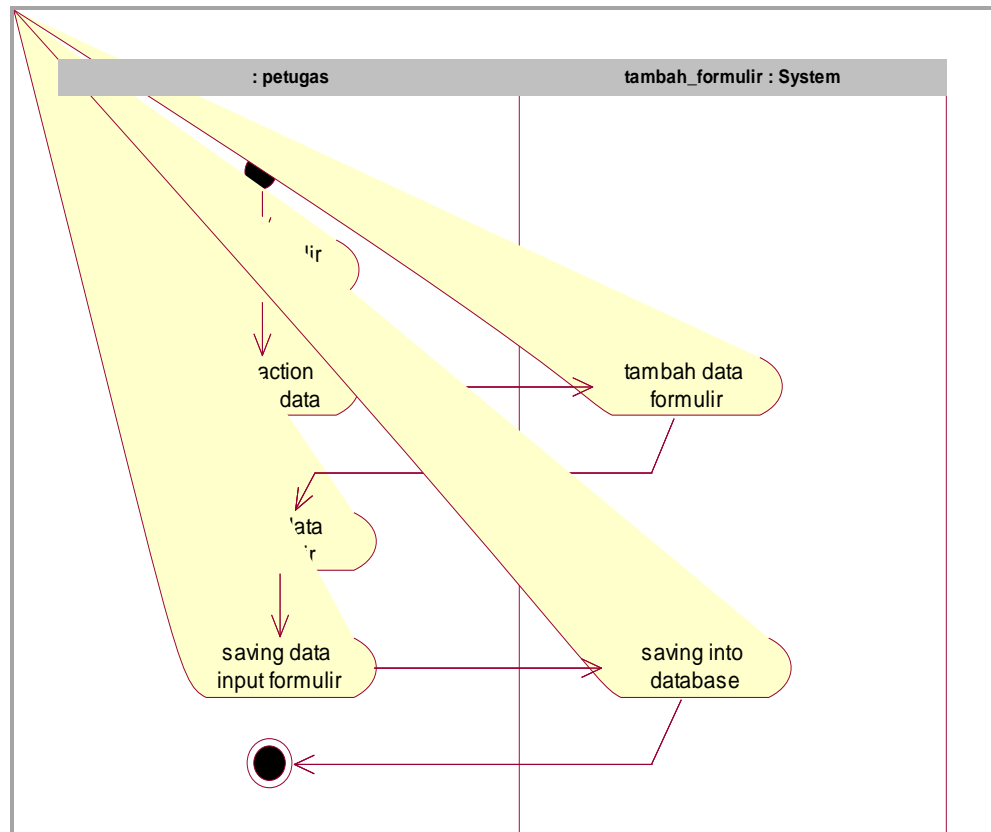 : petugas
tambah_formulir : System
action
data
tambah data
formulir
saving data
input formulir
saving into
database